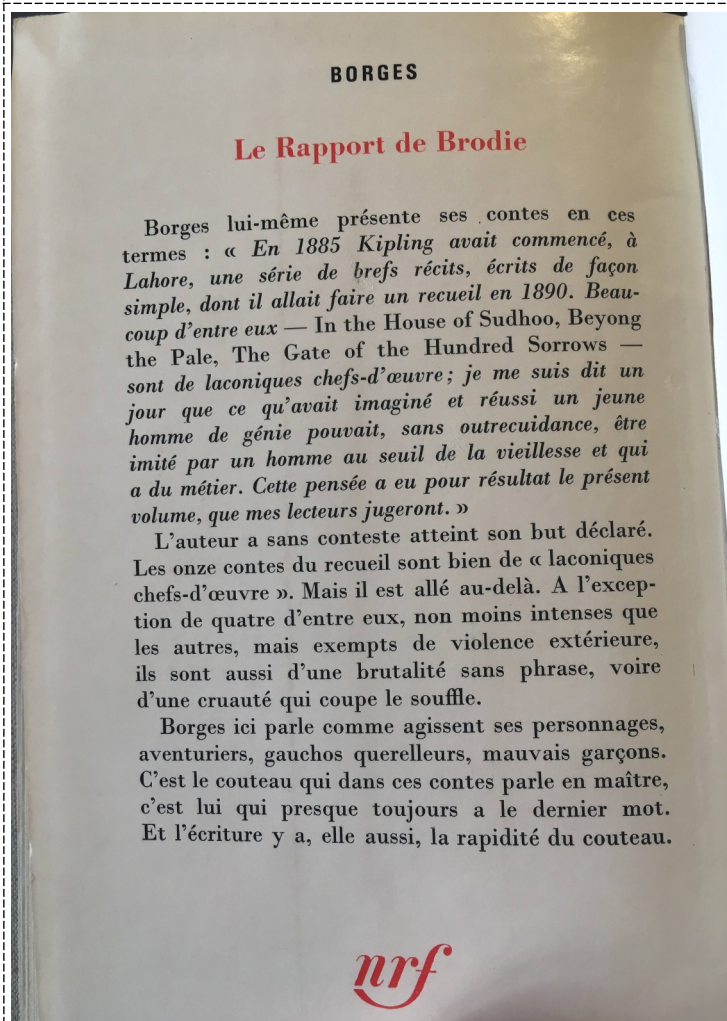 BORGES
Le Rapport de Brodie
Borges lui-même présente ses contes en ces
termes : « En 1885 Kipling avait commencé, à
Lahore, une série de brefs récits, écrits de façon
simple, dont il allait faire un recueil en 1890. Beau-
coup d'entre eux — In the House of Sudhoo, Beyong
the Pale, The Gate of the Hundred Sorrows —
sont de laconiques chefs-d'œuvre; je me suis dit un
jour que ce qu'avait imaginé et réussi un jeune
homme de génie pouvait, sans outrecuidance, être
imité par un homme au seuil de la vieillesse et qui
a du métier. Cette pensée a eu pour résultat le présent
volume, que mes lecteurs jugeront. »
L'auteur a sans conteste atteint son but déclaré.
Les onze contes du recueil sont bien de « laconiques
chefs-d'œuvre ». Mais il est allé au-delà. A l'excep-
tion de quatre d'entre eux, non moins intenses que
les autres, mais exempts de violence extérieure,
ils sont aussi d'une brutalité sans phrase, voire
d'une cruauté qui coupe le souffle.
Borges ici parle comme agissent ses personnages,
aventuriers, gauchos querelleurs, mauvais garçons.
C'est le couteau qui dans ces contes parle en maître,
c'est lui qui presque toujours a le dernier mot.
Et l'écriture y a, elle aussi, la rapidité du couteau.
nrf